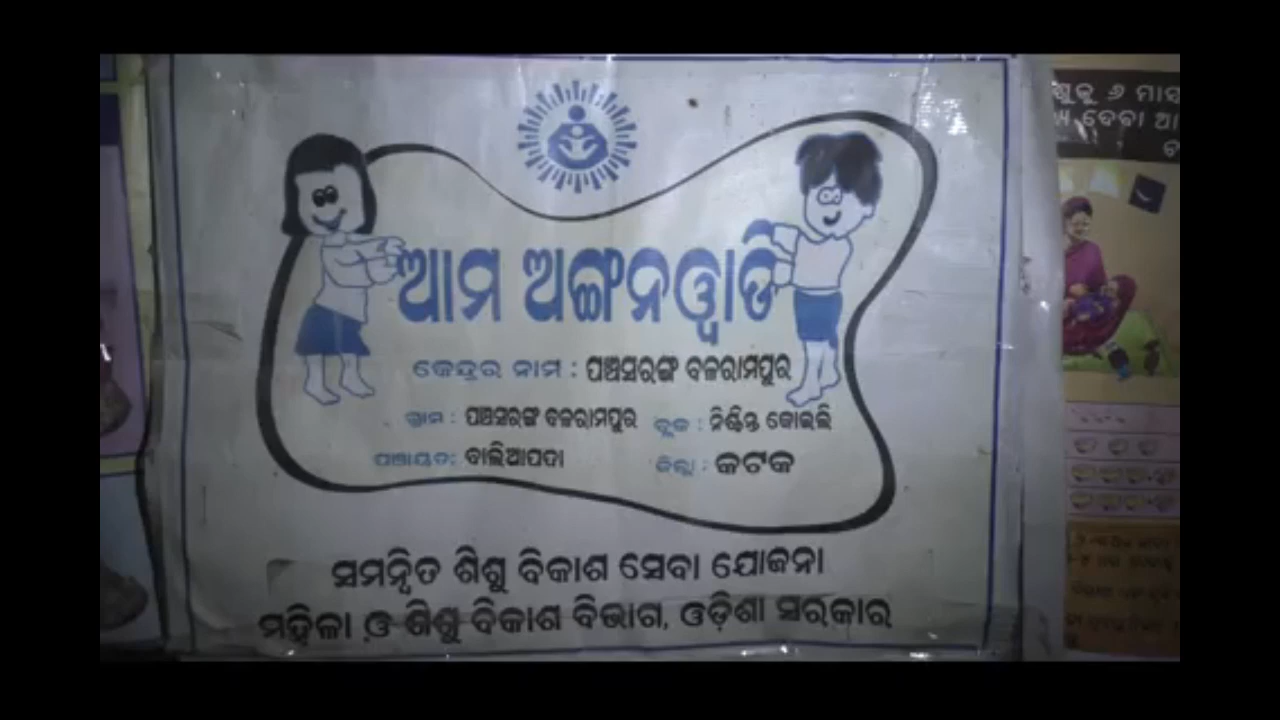 ଆମ ଅଙ୍ଗନୱାଡି
କେନ୍ଦ୍ରର ନାମ : ପଞ୍ଚସରଙ୍ଗ ବଳରାମପୁର
ଗ୍ରାମ : ପଞ୍ଚସରଙ୍ଗ ବଳରାମପୁର ବ୍ଲକ : ନିଶ୍ଚିନ୍ତ କୋଇଲି
ପଞ୍ଚାୟତ: ବାଲିଆପଦା ଜିଲ୍ଲା : କଟକ
ସମନ୍ୱିତ ଶିଶୁ ବିକାଶ ସେବା ଯୋଜନା
ମହିଳା ଓ ଶିଶୁ ବିକାଶ ବିଭାଗ, ଓଡ଼ିଶା ସରକାର
୬ ମାସ
ଦେବା